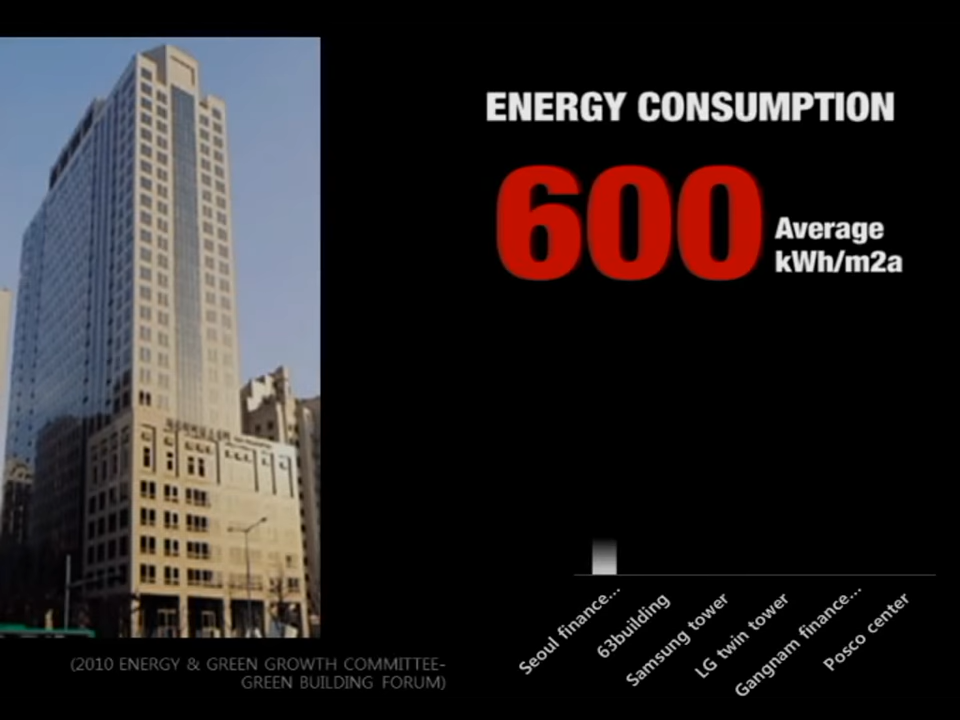 ENERGY CONSUMPTION
600
Average
kWh/m2a
Seoul finance...
63building
Samsung tower
LG twin tower
Gangnam finance...
Posco center
(2010 ENERGY & GREEN GROWTH COMMITTEE-
GREEN BUILDING FORUM)